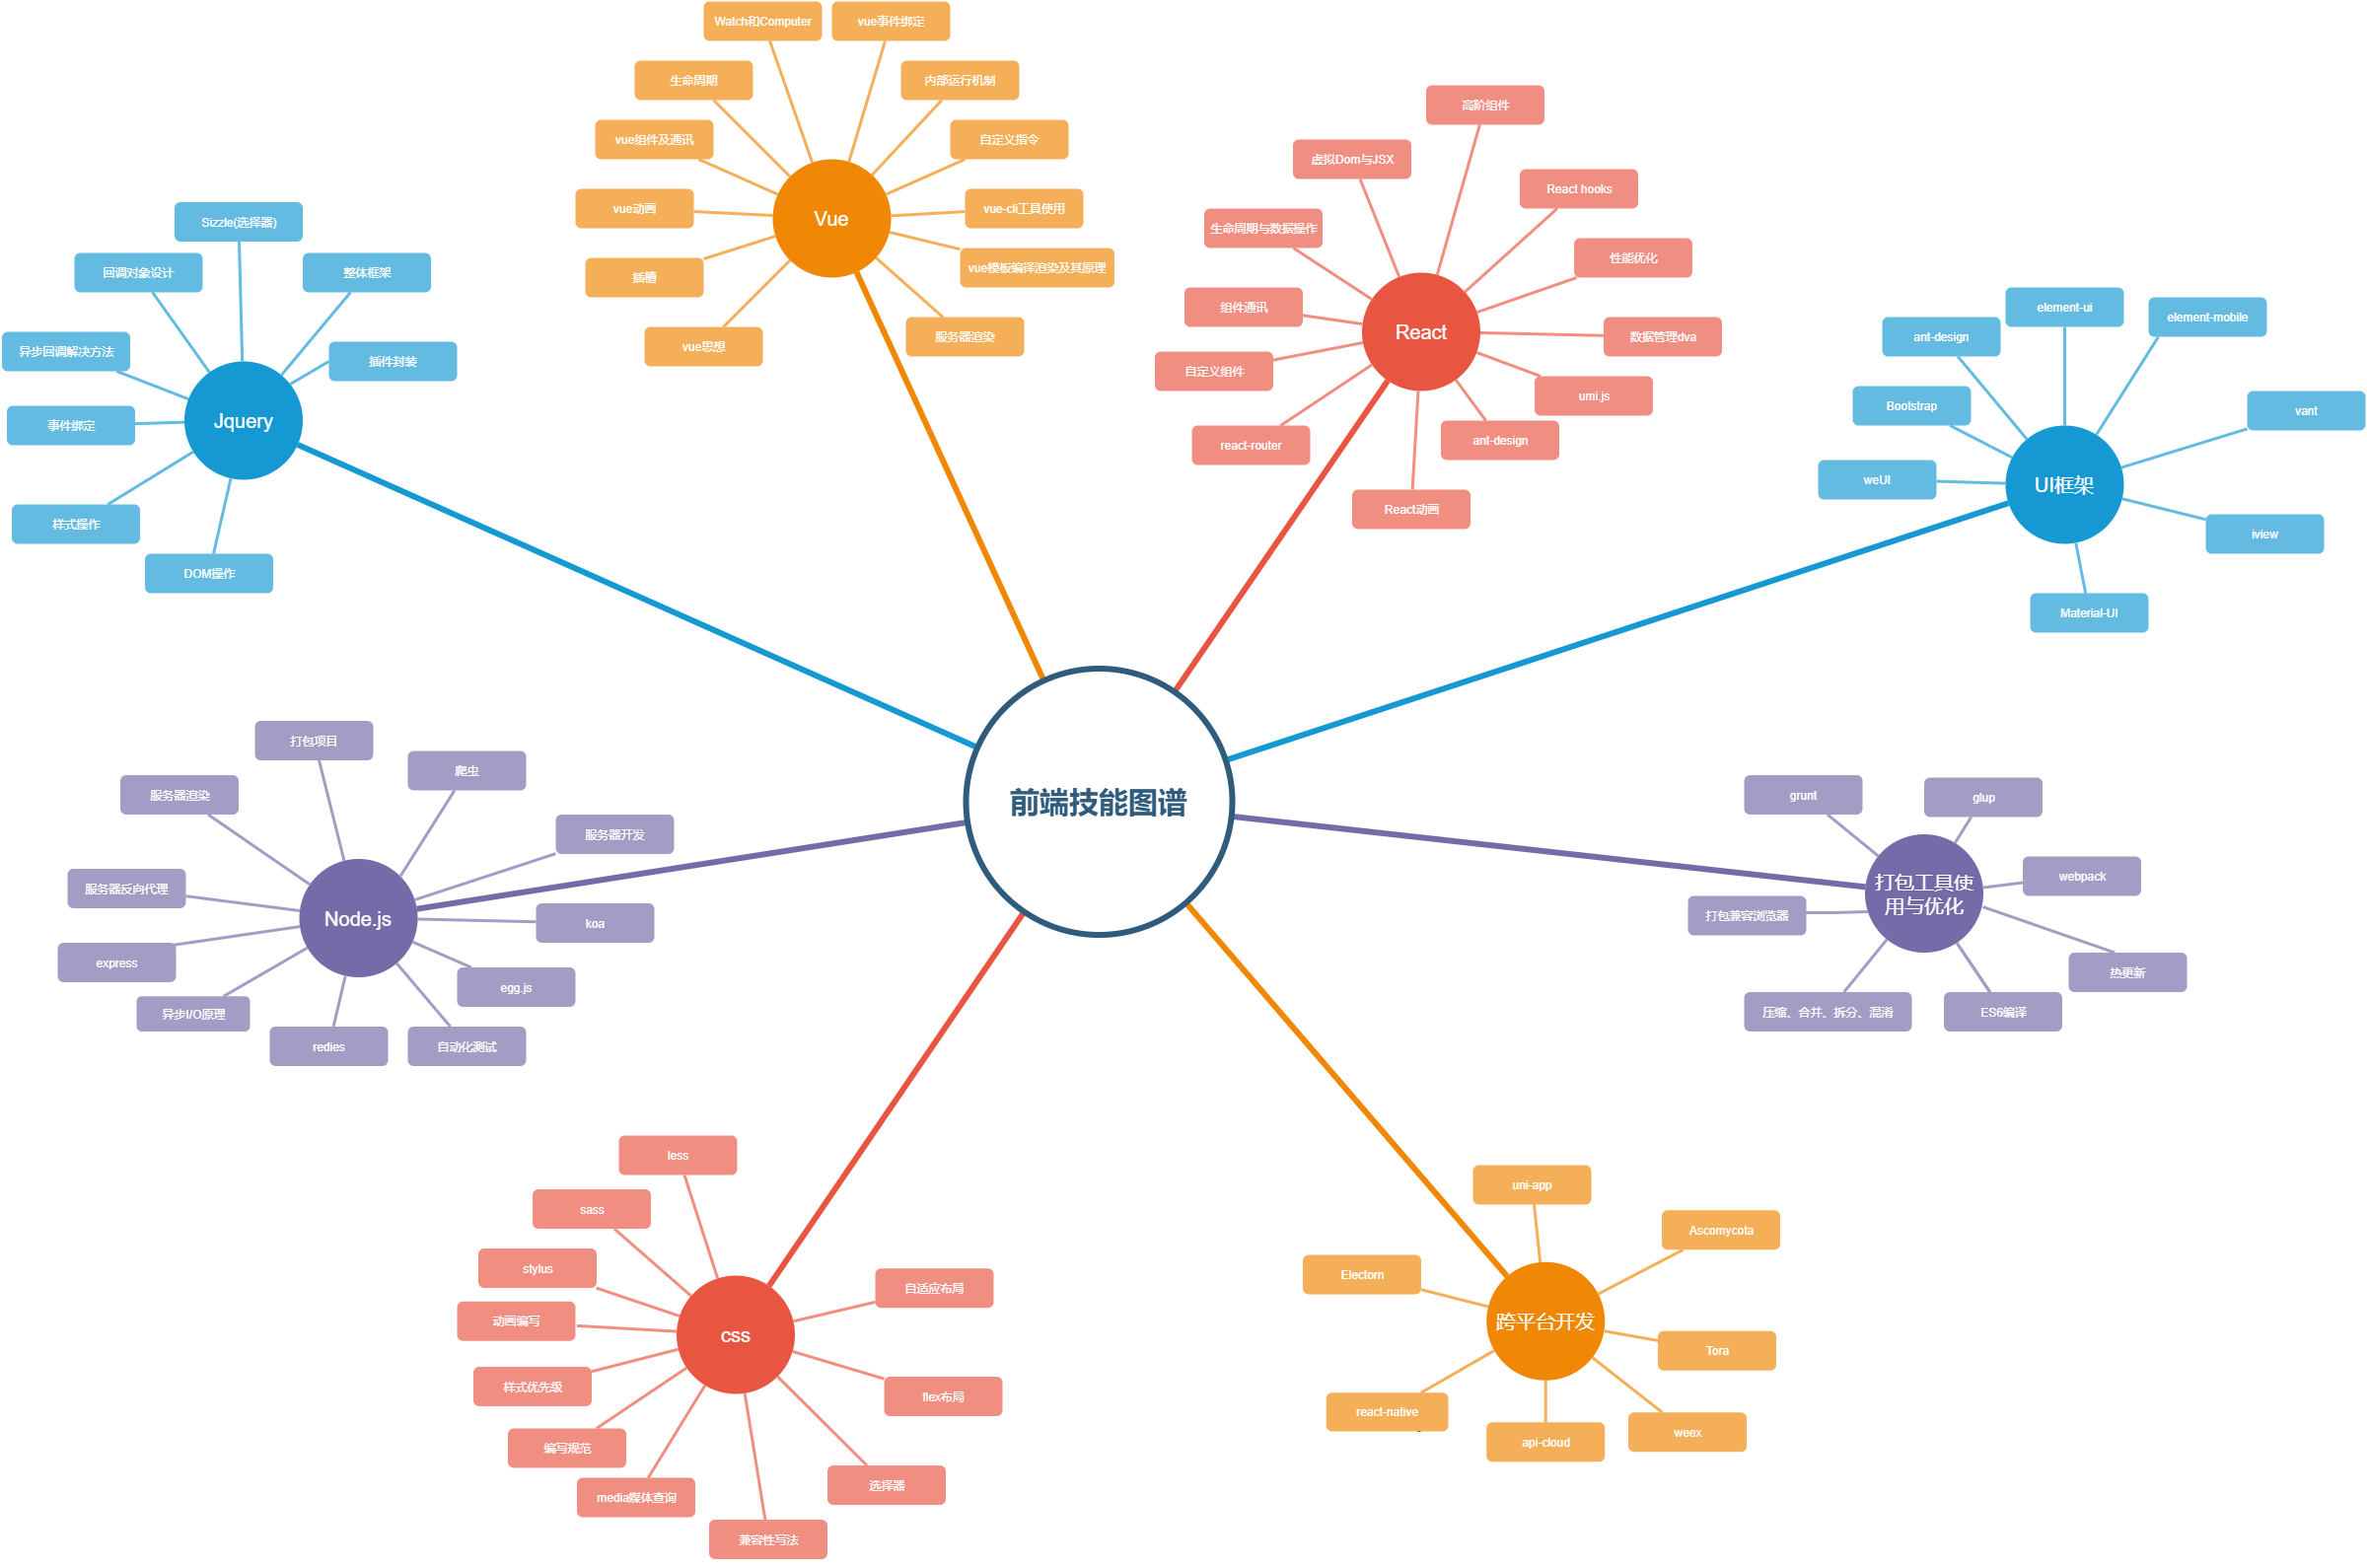 Watch和Computer
vue事件绑定
生命周期
内部运行机制
vue组件及通讯
自定义指令
vue动画
Vue
vue-cli工具使用
插槽
vue模板编译渲染及其原理
vue思想
服务器渲染
高阶组件
虚拟Dom与JSX
React hooks
生命周期与数据操作
性能优化
组件通讯
React
数据管理dva
自定义组件
umi.js
react-router
ant-design
React动画
Sizzle(选择器)
回调对象设计
整体框架
异步回调解决方法
插件封装
事件绑定
Jquery
样式操作
DOM操作
element-ui
element-mobile
ant-design
Bootstrap
vant
weUI
UI框架
iview
Material-UI
前端技能图谱
打包项目
爬虫
服务器渲染
服务器开发
服务器反向代理
Node.js
koa
express
egg.js
异步I/O原理
redies
自动化测试
grunt
glup
webpack
打包工具使
用与优化
打包兼容浏览器
热更新
压缩、合并、拆分、混淆
ES6编译
less
sass
stylus
自适应布局
动画编写
css
样式优先级
flex布局
编写规范
选择器
media媒体查询
兼容性写法
uni-app
Ascomycota
Electorn
跨平台开发
Tora
react-native
api-cloud
weex